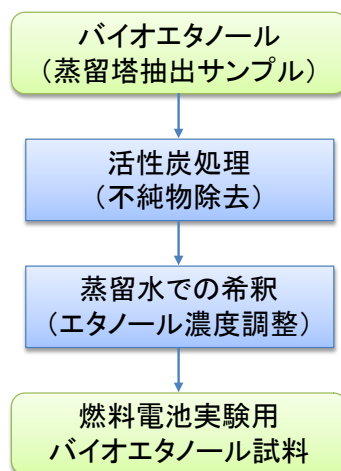 バイオエタノール
（蒸留塔抽出サンプル）
活性炭処理
（不純物除去）
蒸留水での希釈
（エタノール濃度調整）
燃料電池実験用
バイオエタノール試料